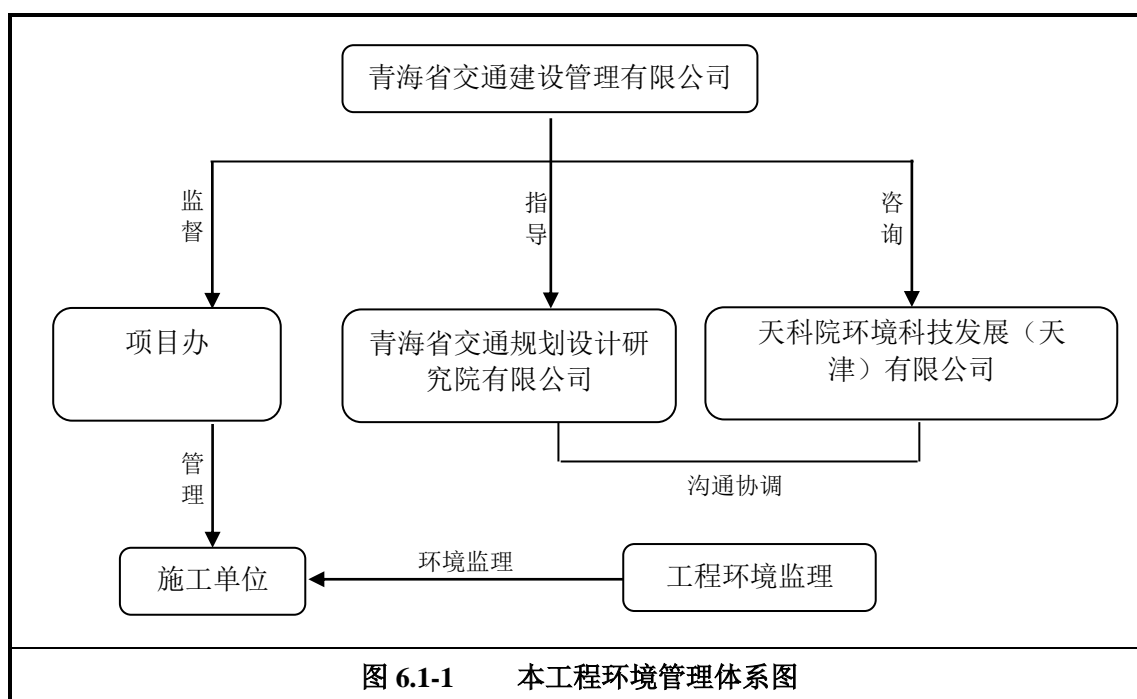 青海省交通建设管理有限公司
监
督
指
导
咨
询
项目办
青海省交通规划设计研
究院有限公司
天科院环境科技发展（天
津）有限公司
管
理
沟通协调
施工单位
环境监理
工程环境监理
图 6.1-1 本工程环境管理体系图